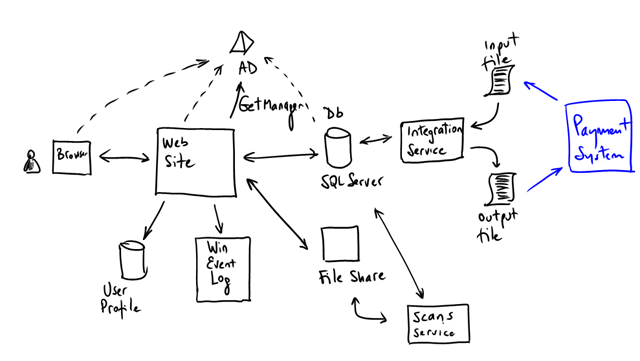 AD
GetManager
Input
file
Db
Browser
Web
Site
SQL Server
Integration
Service
Payment
System
Output
file
User
Profile
Win
Event
Log
File Share
Scans
Service